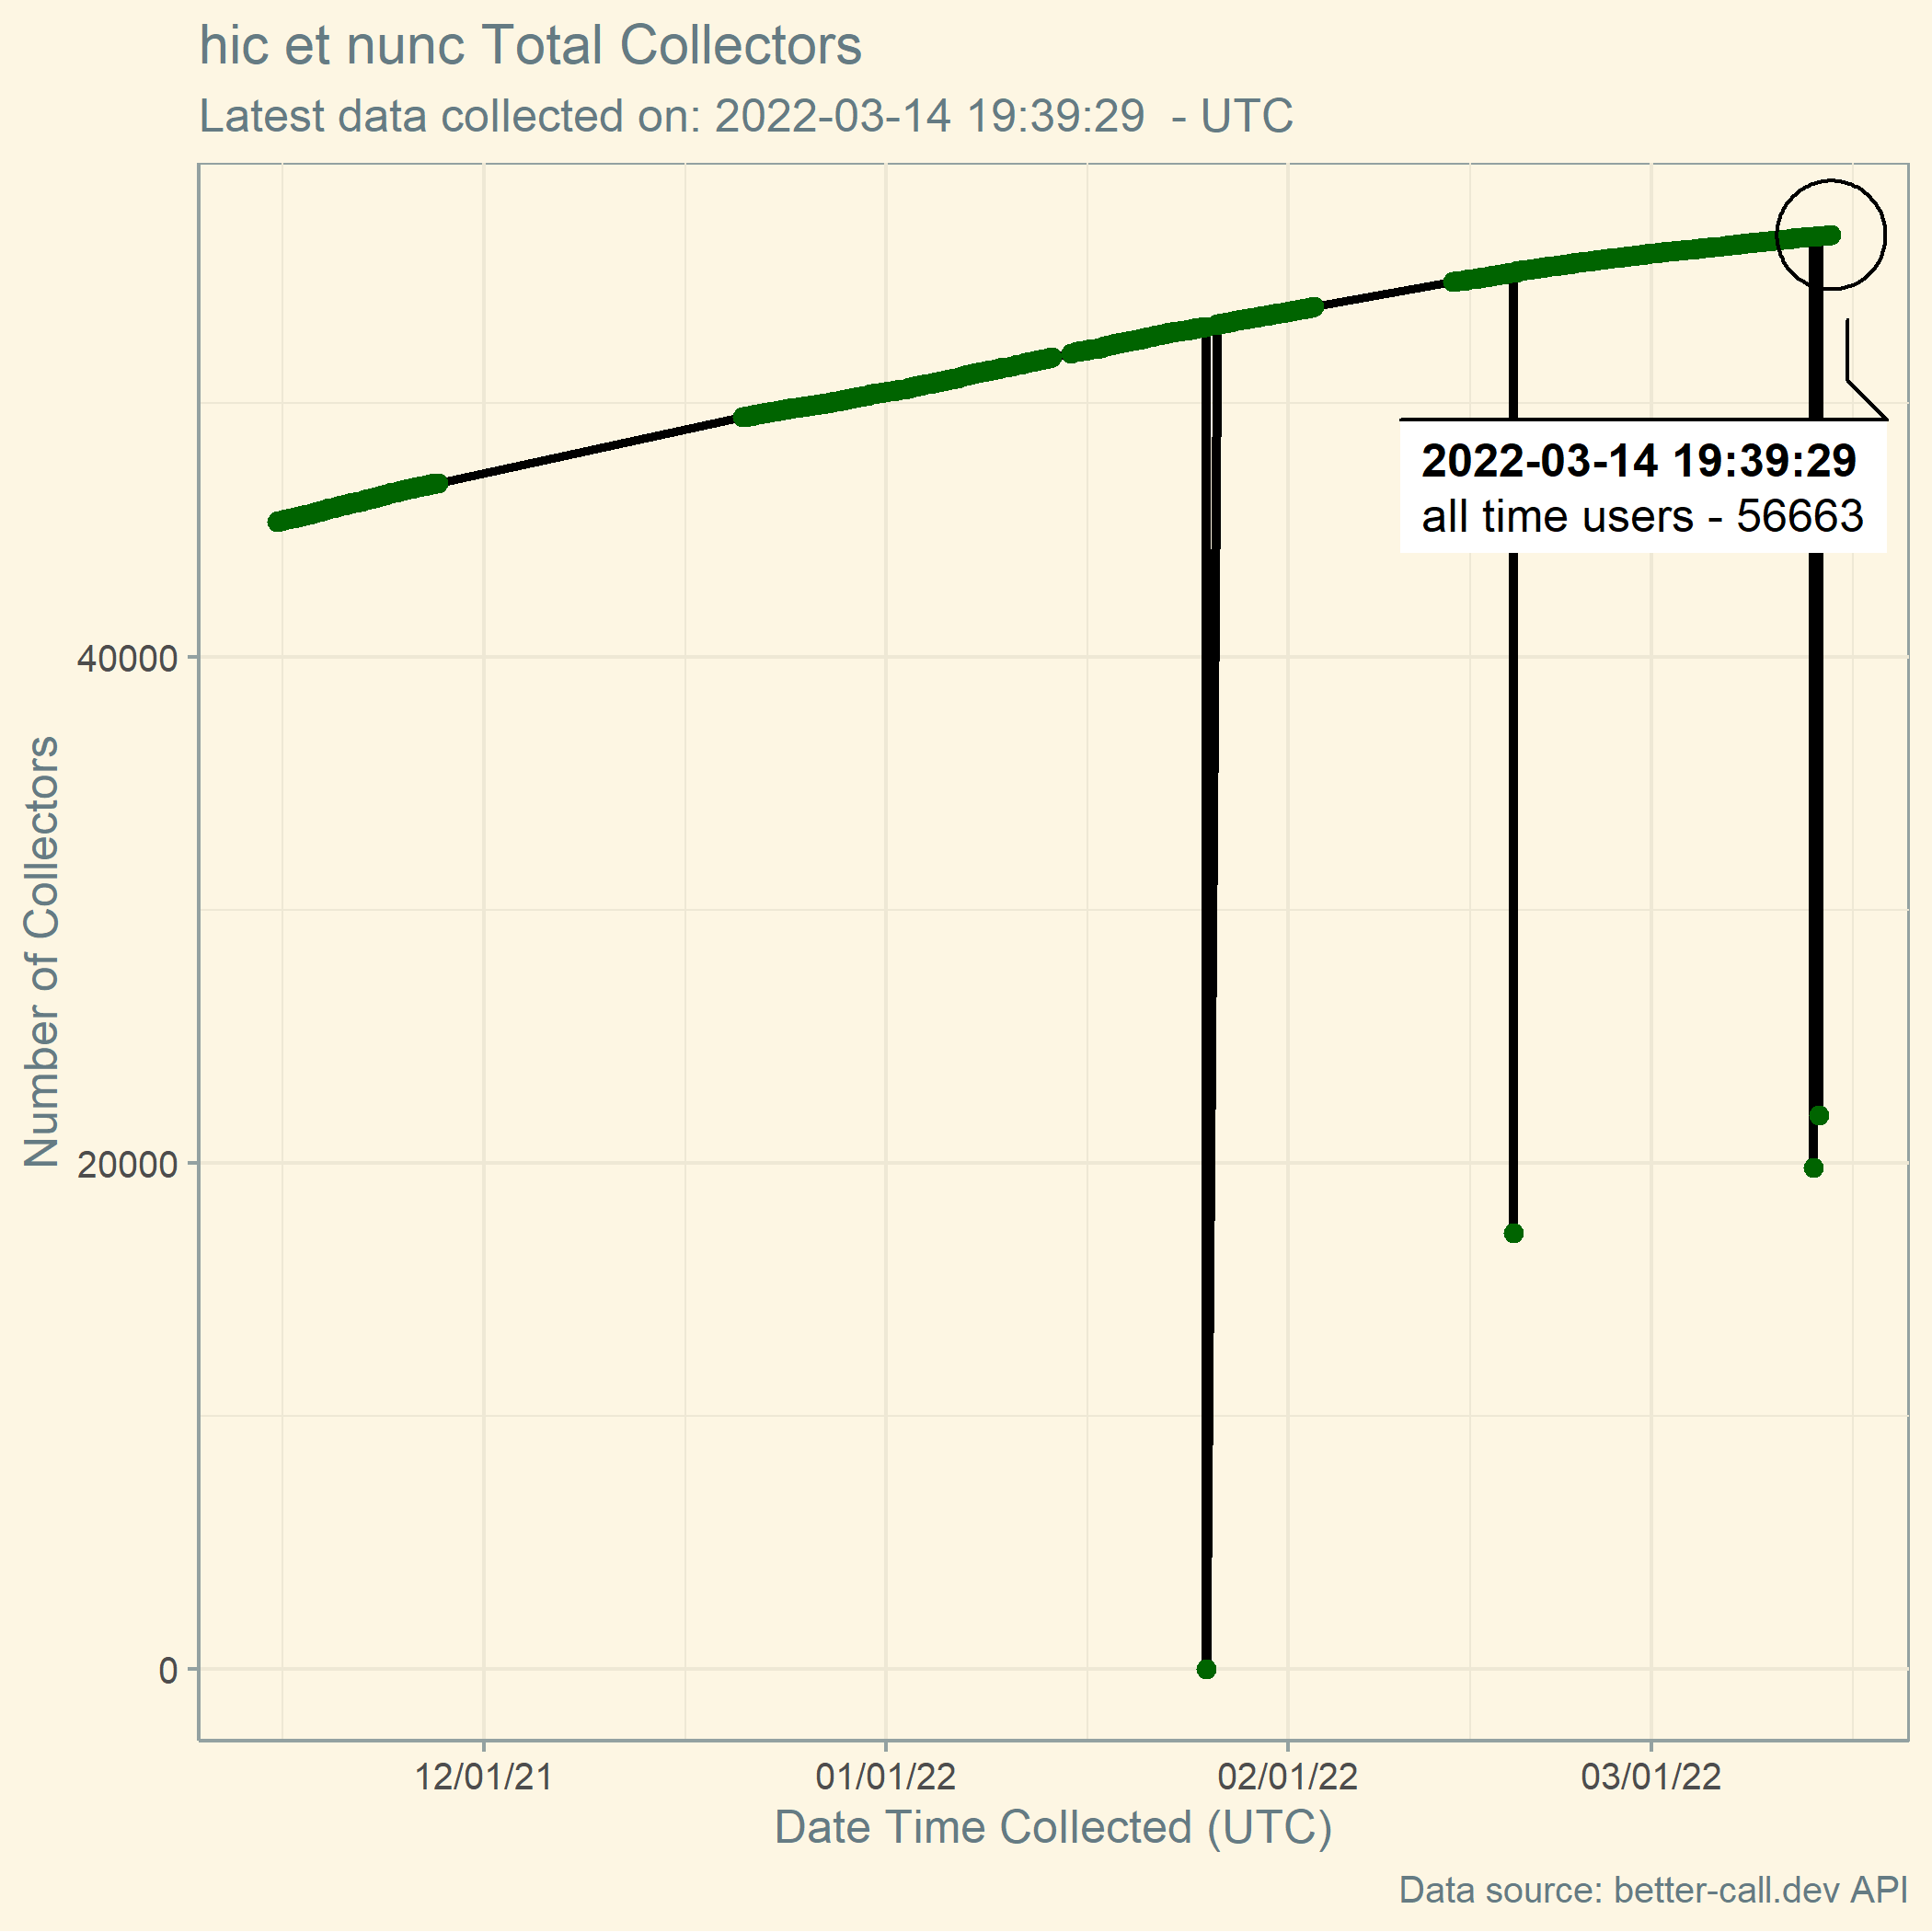 hic et nunc Total Collectors
Latest data collected on: 2022-03-14 19:39:29  - UTC
2022-03-14 19:39:29
all time users - 56663
Number of Collectors
40000
20000
0
12/01/21
01/01/22
02/01/22
03/01/22
Date Time Collected (UTC)
Data source: better-call.dev API